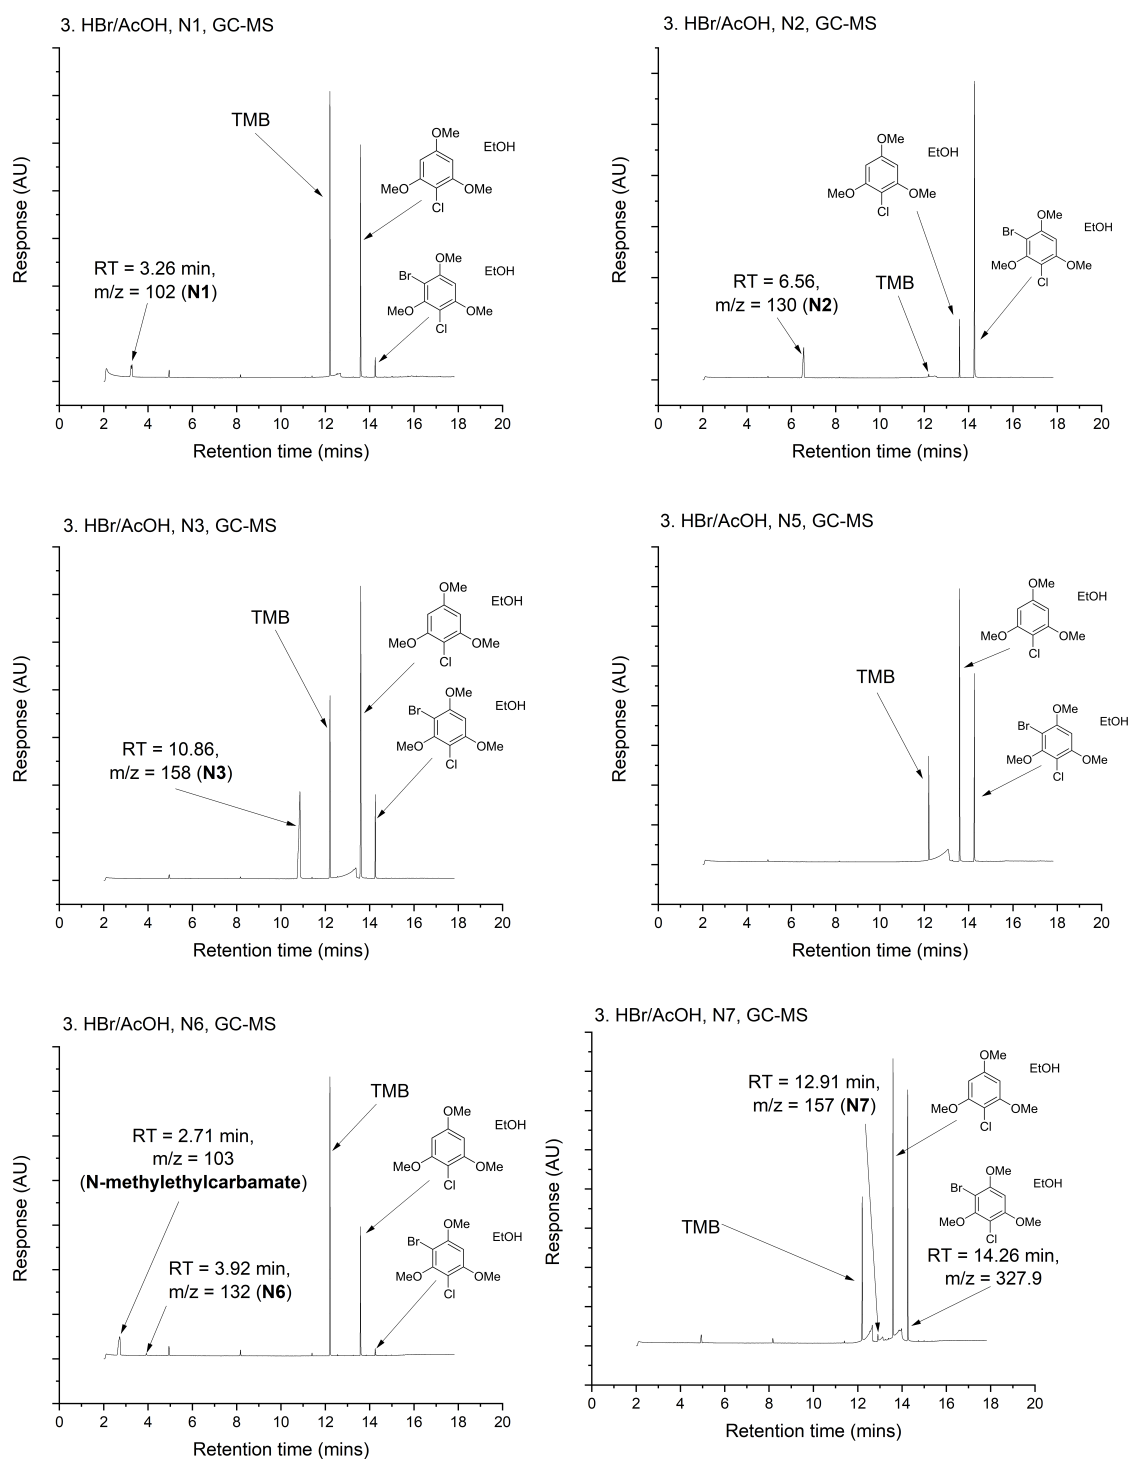 3. HBr/AcOH, N1, GC-MS
Response (AU)
TMB
OMe
EtOH
MeO
OMe
Cl
RT = 3.26 min,
m/z = 102 (N1)
OMe
EtOH
Br
MeO
OMe
Cl
0 2 4 6 8 10 12 14 16 18 20
Retention time (mins)
3. HBr/AcOH, N2, GC-MS
Response (AU)
OMe
EtOH
MeO
OMe
Cl
OMe
EtOH
Br
MeO
OMe
Cl
RT = 6.56,
m/z = 130 (N2)
TMB
0 2 4 6 8 10 12 14 16 18 20
Retention time (mins)
3. HBr/AcOH, N3, GC-MS
Response (AU)
TMB
OMe
EtOH
MeO
OMe
Cl
RT = 10.86,
m/z = 158 (N3)
OMe
EtOH
Br
MeO
OMe
Cl
0 2 4 6 8 10 12 14 16 18 20
Retention time (mins)
3. HBr/AcOH, N5, GC-MS
Response (AU)
TMB
OMe
EtOH
MeO
OMe
Cl
OMe
EtOH
Br
MeO
OMe
Cl
0 2 4 6 8 10 12 14 16 18 20
Retention time (mins)
3. HBr/AcOH, N6, GC-MS
Response (AU)
TMB
OMe
EtOH
MeO
OMe
Cl
RT = 2.71 min,
m/z = 103
(N-methylethylcarbamate)
RT = 3.92 min,
m/z = 132 (N6)
OMe
EtOH
Br
MeO
OMe
Cl
0 2 4 6 8 10 12 14 16 18 20
Retention time (mins)
3. HBr/AcOH, N7, GC-MS
Response (AU)
RT = 12.91 min,
m/z = 157 (N7)
OMe
EtOH
MeO
OMe
Cl
TMB
OMe
EtOH
Br
MeO
OMe
Cl
RT = 14.26 min,
m/z = 327.9
0 2 4 6 8 10 12 14 16 18 20
Retention time (mins)